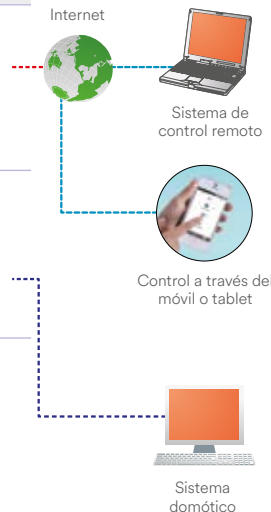 Internet
Sistema de
control remoto
Control a través del
móvil o tablet
Sistema
domótico